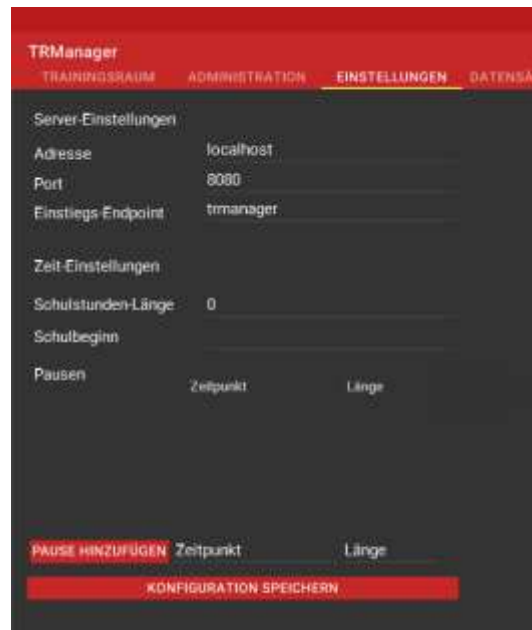 TRManager
TRAININGSRAUM ADMINISTRATION EINSTELLUNGEN DATENSÄ
Server-Einstellungen
Adresse localhost
Port 8080
Einstiegs-Endpoint trmanager
Zeit-Einstellungen
Schulstunden-Länge 0
Schulbeginn
Pausen
Zeitpunkt Länge
PAUSE HINZUFÜGEN Zeitpunkt Länge
KONFIGURATION SPEICHERN